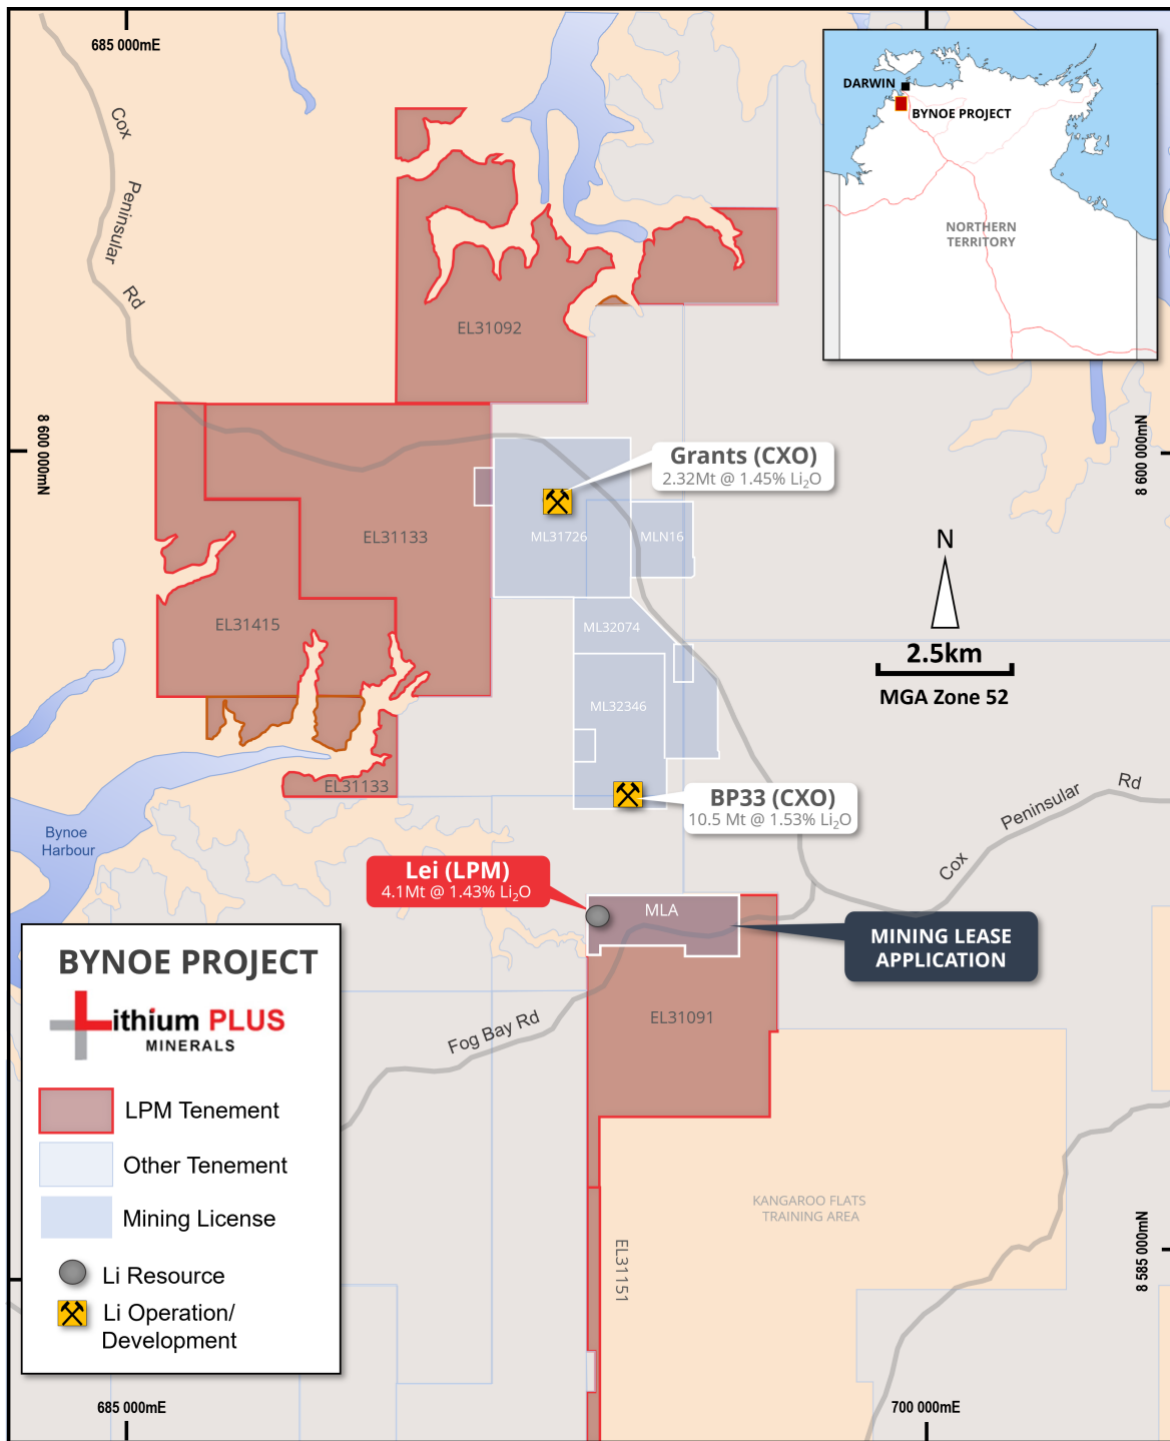 685 000mE
Cox
Peninsular
Rd
DARWIN
BYNOE PROJECT
NORTHERN
TERRITORY
EL31092
8 600 000mN
8 600 000mN
Grants (CXO)
2.32Mt @ 1.45% Li₂O
EL31133
ML31726
MLN16
N
EL31415
ML32074
2.5km
MGA Zone 52
ML32346
EL31133
Bynoe
Harbour
BP33 (CXO)
10.5 Mt @ 1.53% Li₂O
Cox
Peninsular
Rd
Lei (LPM)
4.1Mt @ 1.43% Li₂O
MLA
MINING LEASE
APPLICATION
EL31091
Fog Bay Rd
BYNOE PROJECT
Lithium PLUS
MINERALS
LPM Tenement
Other Tenement
Mining License
Li Resource
Li Operation/
Development
KANGAROO FLATS
TRAINING AREA
EL31151
8 585 000mN
685 000mE
700 000mE